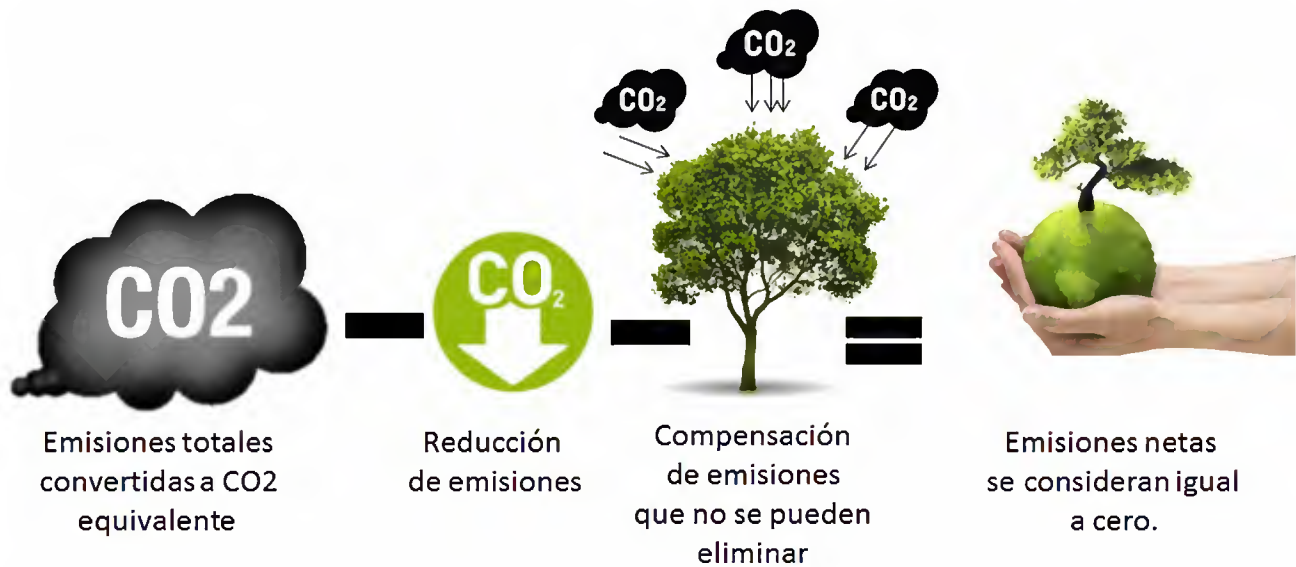 CO2
CO2
CO2
CO2
CO2
Emisiones totales
convertidas a CO2
equivalente
Reducción
de emisiones
Compensación
de emisiones
que no se pueden
eliminar
Emisiones netas
se consideran igual
a cero.